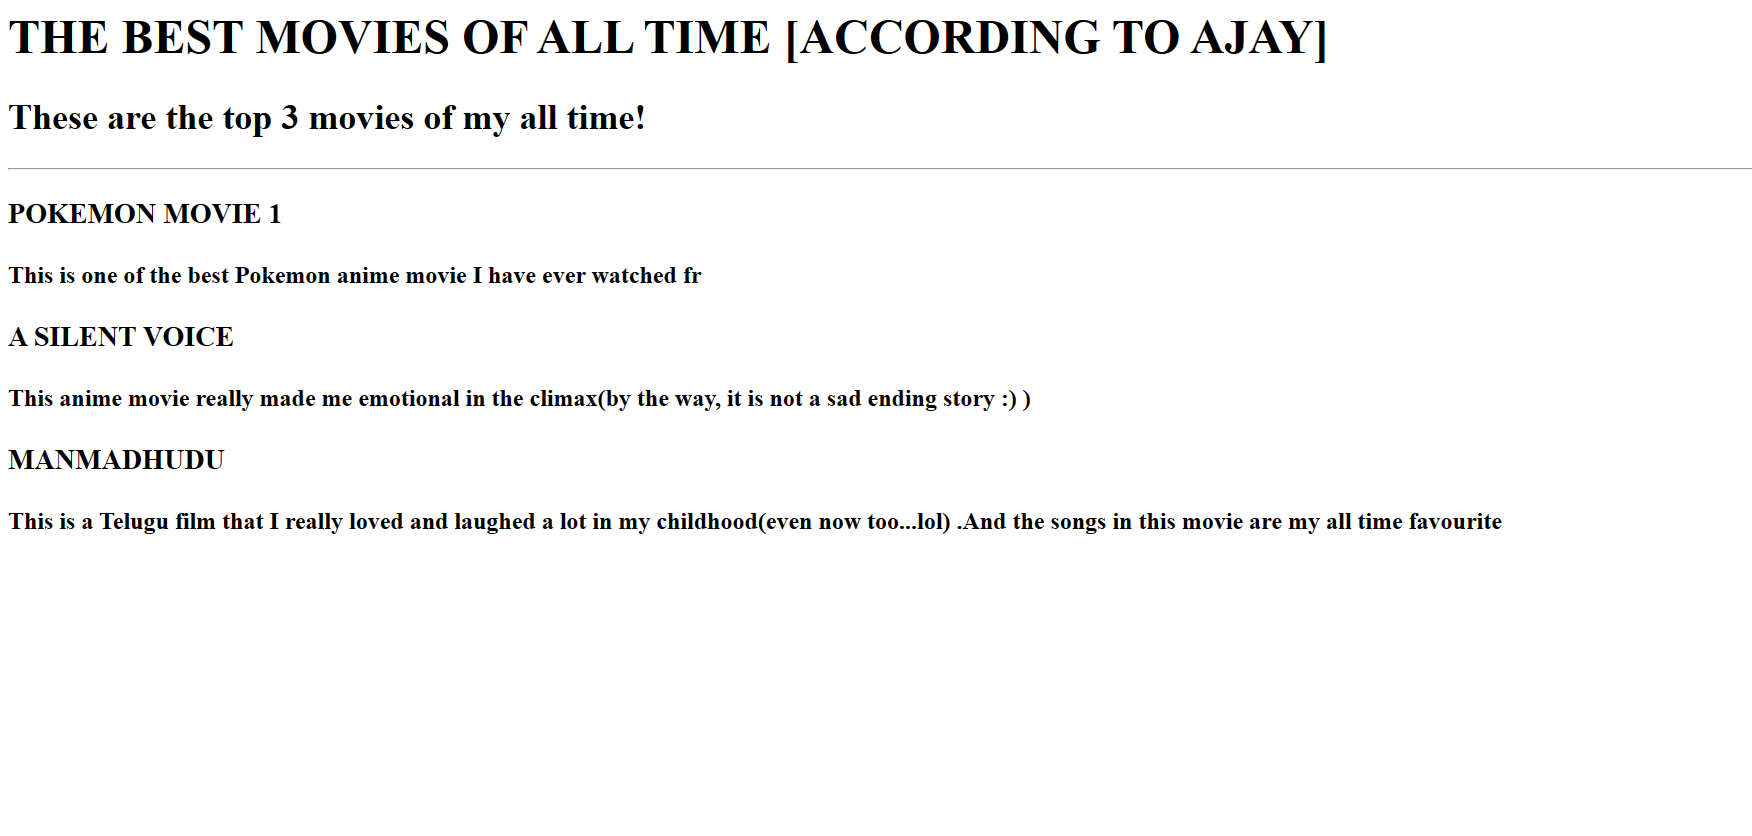 THE BEST MOVIES OF ALL TIME [ACCORDING TO AJAY]
These are the top 3 movies of my all time!
POKEMON MOVIE 1
This is one of the best Pokemon anime movie I have ever watched fr
A SILENT VOICE
This anime movie really made me emotional in the climax(by the way, it is not a sad ending story :) )
MANMADHUDU
This is a Telugu film that I really loved and laughed a lot in my childhood(even now too...lol) .And the songs in this movie are my all time favourite